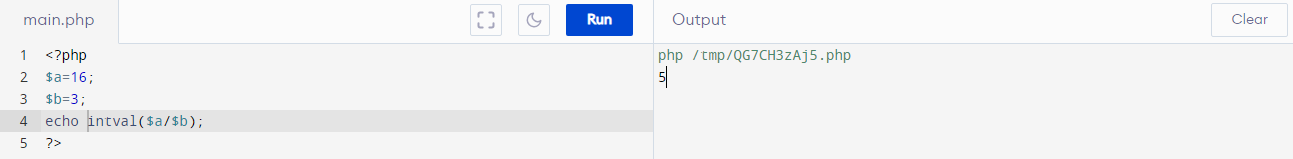 main.php
Run
Output
Clear
1 <?php
2 $a=16;
3 $b=3;
4 echo intval($a/$b);
5 ?>
php /tmp/QG7CH3zAj5.php
5